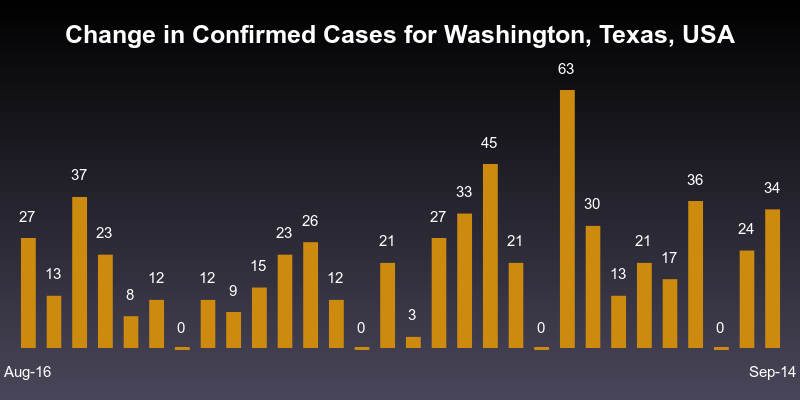 Change in Confirmed Cases for Washington, Texas, USA
27 13 37 23 8 12 0 12 9 15 23 26 12 0 21 3 27 33 45 21 0 63 30 13 21 17 36 0 24 34
Aug-16 Sep-14